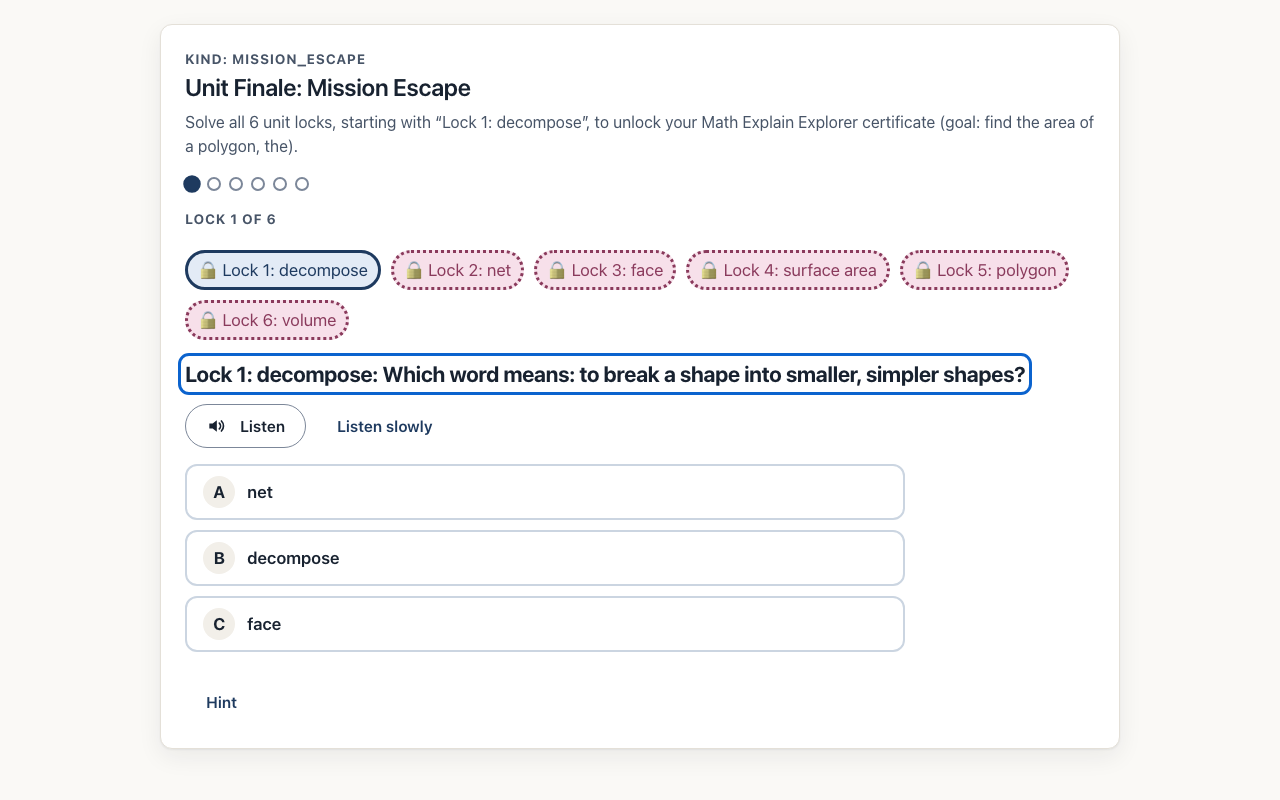 KIND: MISSION_ESCAPE
Unit Finale: Mission Escape
Solve all 6 unit locks, starting with “Lock 1: decompose”, to unlock your Math Explain Explorer certificate (goal: find the area of
a polygon, the).
LOCK 1 OF 6
🔒 Lock 1: decompose 🔒 Lock 2: net 🔒 Lock 3: face 🔒 Lock 4: surface area 🔒 Lock 5: polygon
🔒 Lock 6: volume
Lock 1: decompose: Which word means: to break a shape into smaller, simpler shapes?
Listen Listen slowly
A net
B decompose
C face
Hint